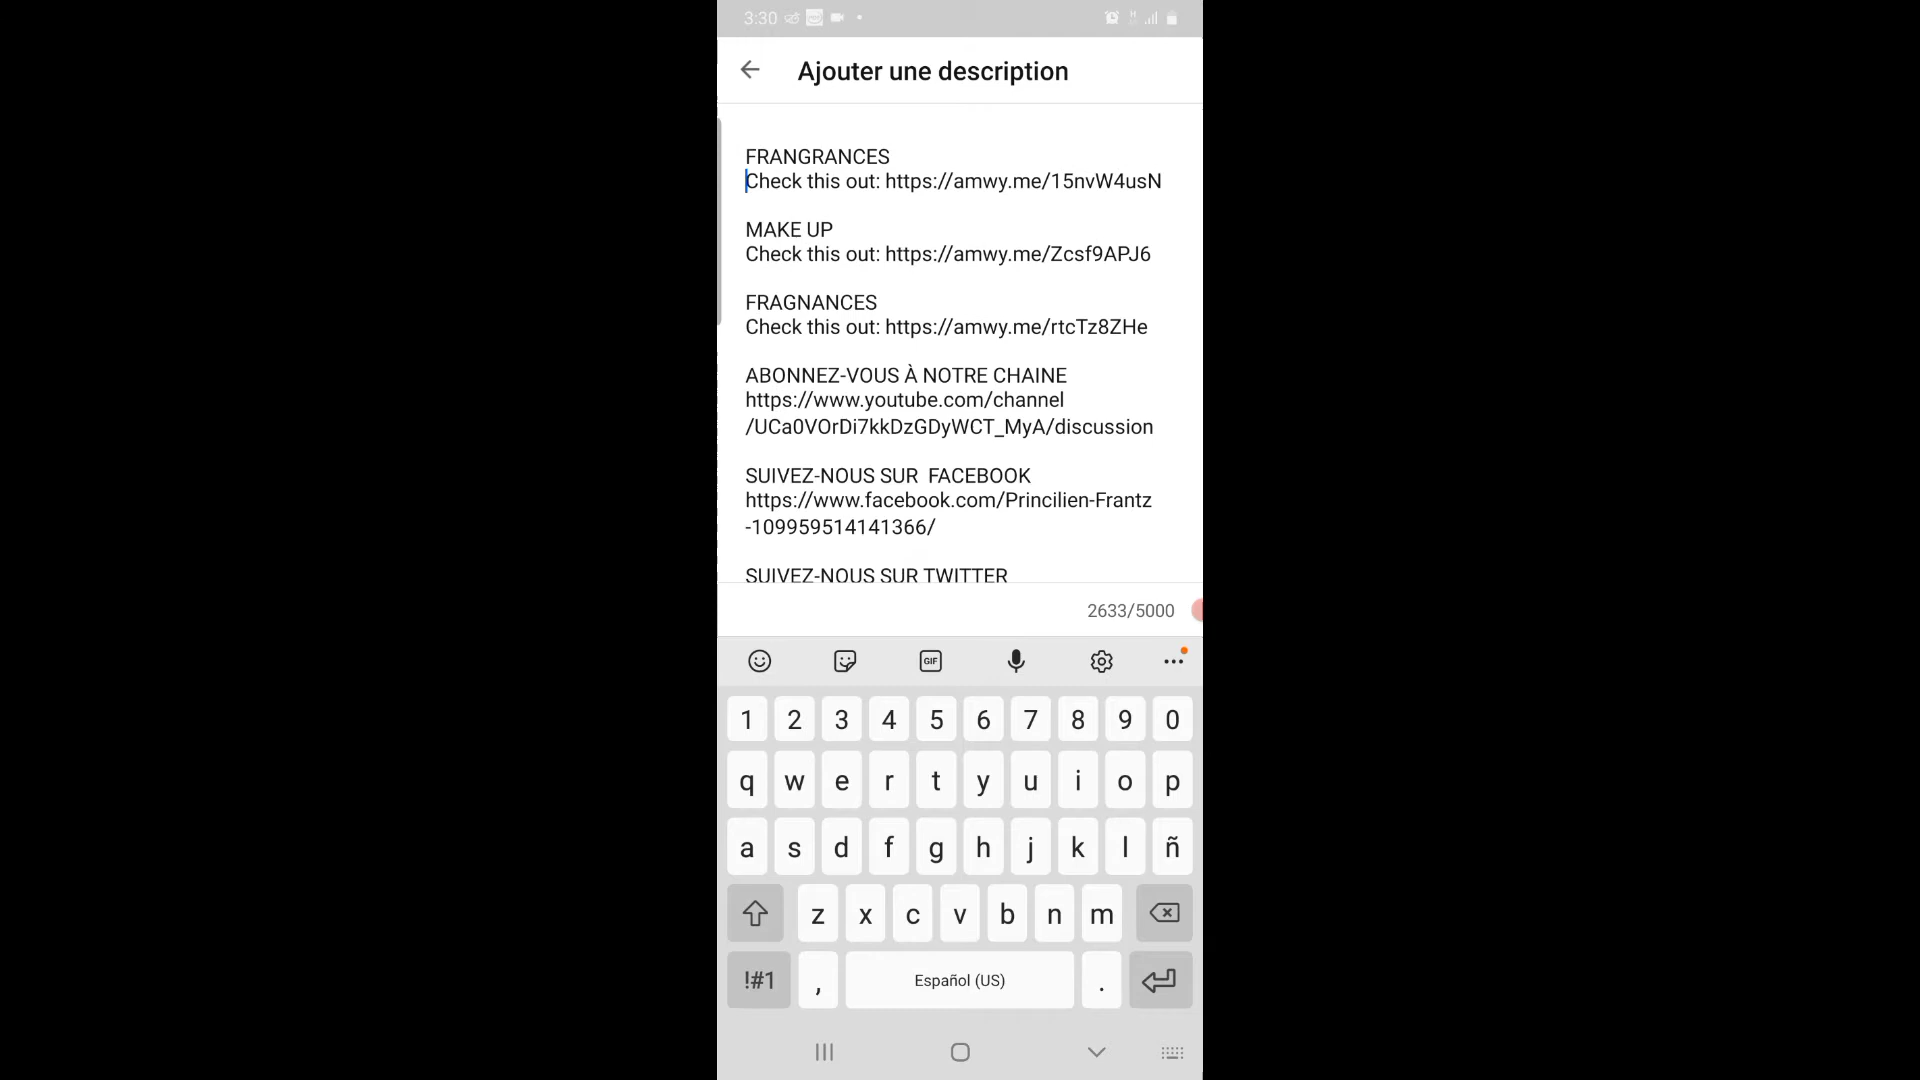 3:30
Ajouter une description
FRANGRANCES
Check this out: https://amwy.me/15nvW4usN
MAKE UP
Check this out: https://amwy.me/Zcsf9APJ6
FRAGNANCES
Check this out: https://amwy.me/rtcTz8ZHe
ABONNEZ-VOUS À NOTRE CHAINE
https://www.youtube.com/channel
/UCa0VOrDi7kkDzGDyWCT_MyA/discussion
SUIVEZ-NOUS SUR  FACEBOOK
https://www.facebook.com/Princilien-Frantz
-109959514141366/
SUIVEZ-NOUS SUR TWITTER
2633/5000
GIF
1 2 3 4 5 6 7 8 9 0
q w e r t y u i o p
a s d f g h j k l ñ
z x c v b n m
!#1 , Español (US) .